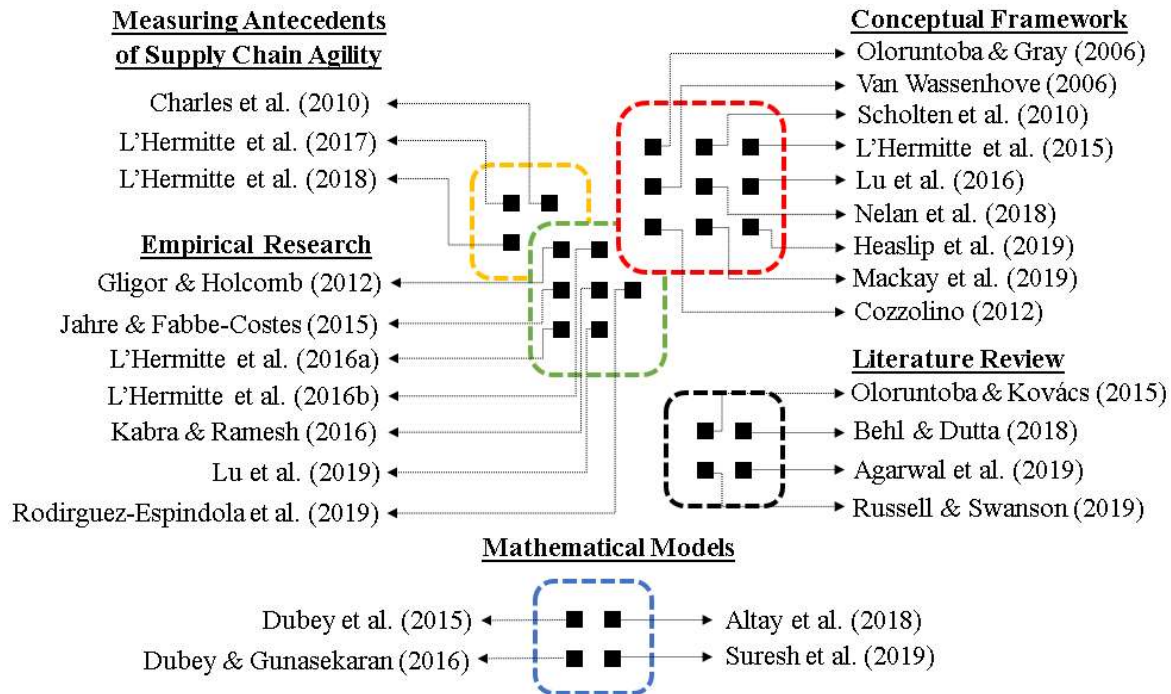 Measuring Antecedents
of Supply Chain Agility
Charles et al. (2010)
L'Hermitte et al. (2017)
L'Hermitte et al. (2018)
Empirical Research
Gligor & Holcomb (2012)
Jahre & Fabbe-Costes (2015)
L'Hermitte et al. (2016a)
L'Hermitte et al. (2016b)
Kabra & Ramesh (2016)
Lu et al. (2019)
Rodirguez-Espindola et al. (2019)
Conceptual Framework
Oloruntoba & Gray (2006)
Van Wassenhove (2006)
Scholten et al. (2010)
L'Hermitte et al. (2015)
Lu et al. (2016)
Nelan et al. (2018)
Heaslip et al. (2019)
Mackay et al. (2019)
Cozzolino (2012)
Literature Review
Oloruntoba & Kovács (2015)
Behl & Dutta (2018)
Agarwal et al. (2019)
Russell & Swanson (2019)
Mathematical Models
Dubey et al. (2015)
Dubey & Gunasekaran (2016)
Altay et al. (2018)
Suresh et al. (2019)